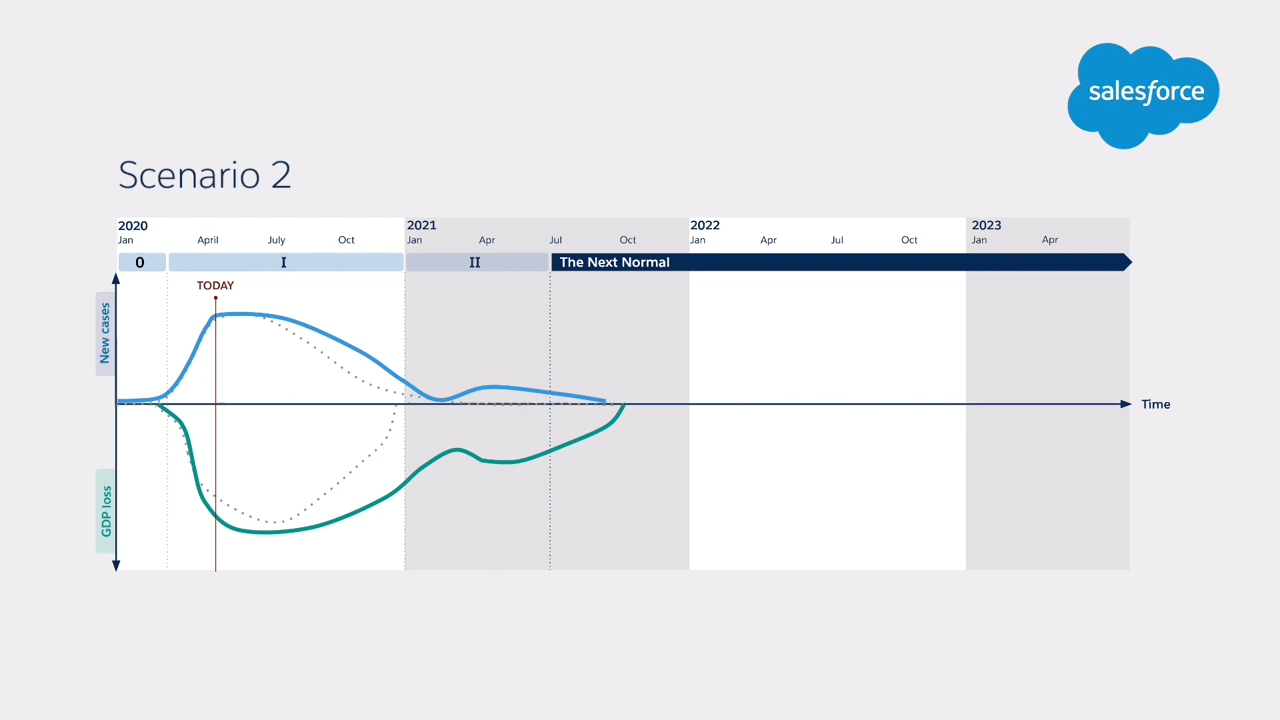 salesforce
Scenario 2
2020 2021 2022 2023
Jan April July Oct Jan Apr Jul Oct Jan Apr Jul Oct Jan Apr
0 I II The Next Normal
TODAY
New cases
Time
GDP loss